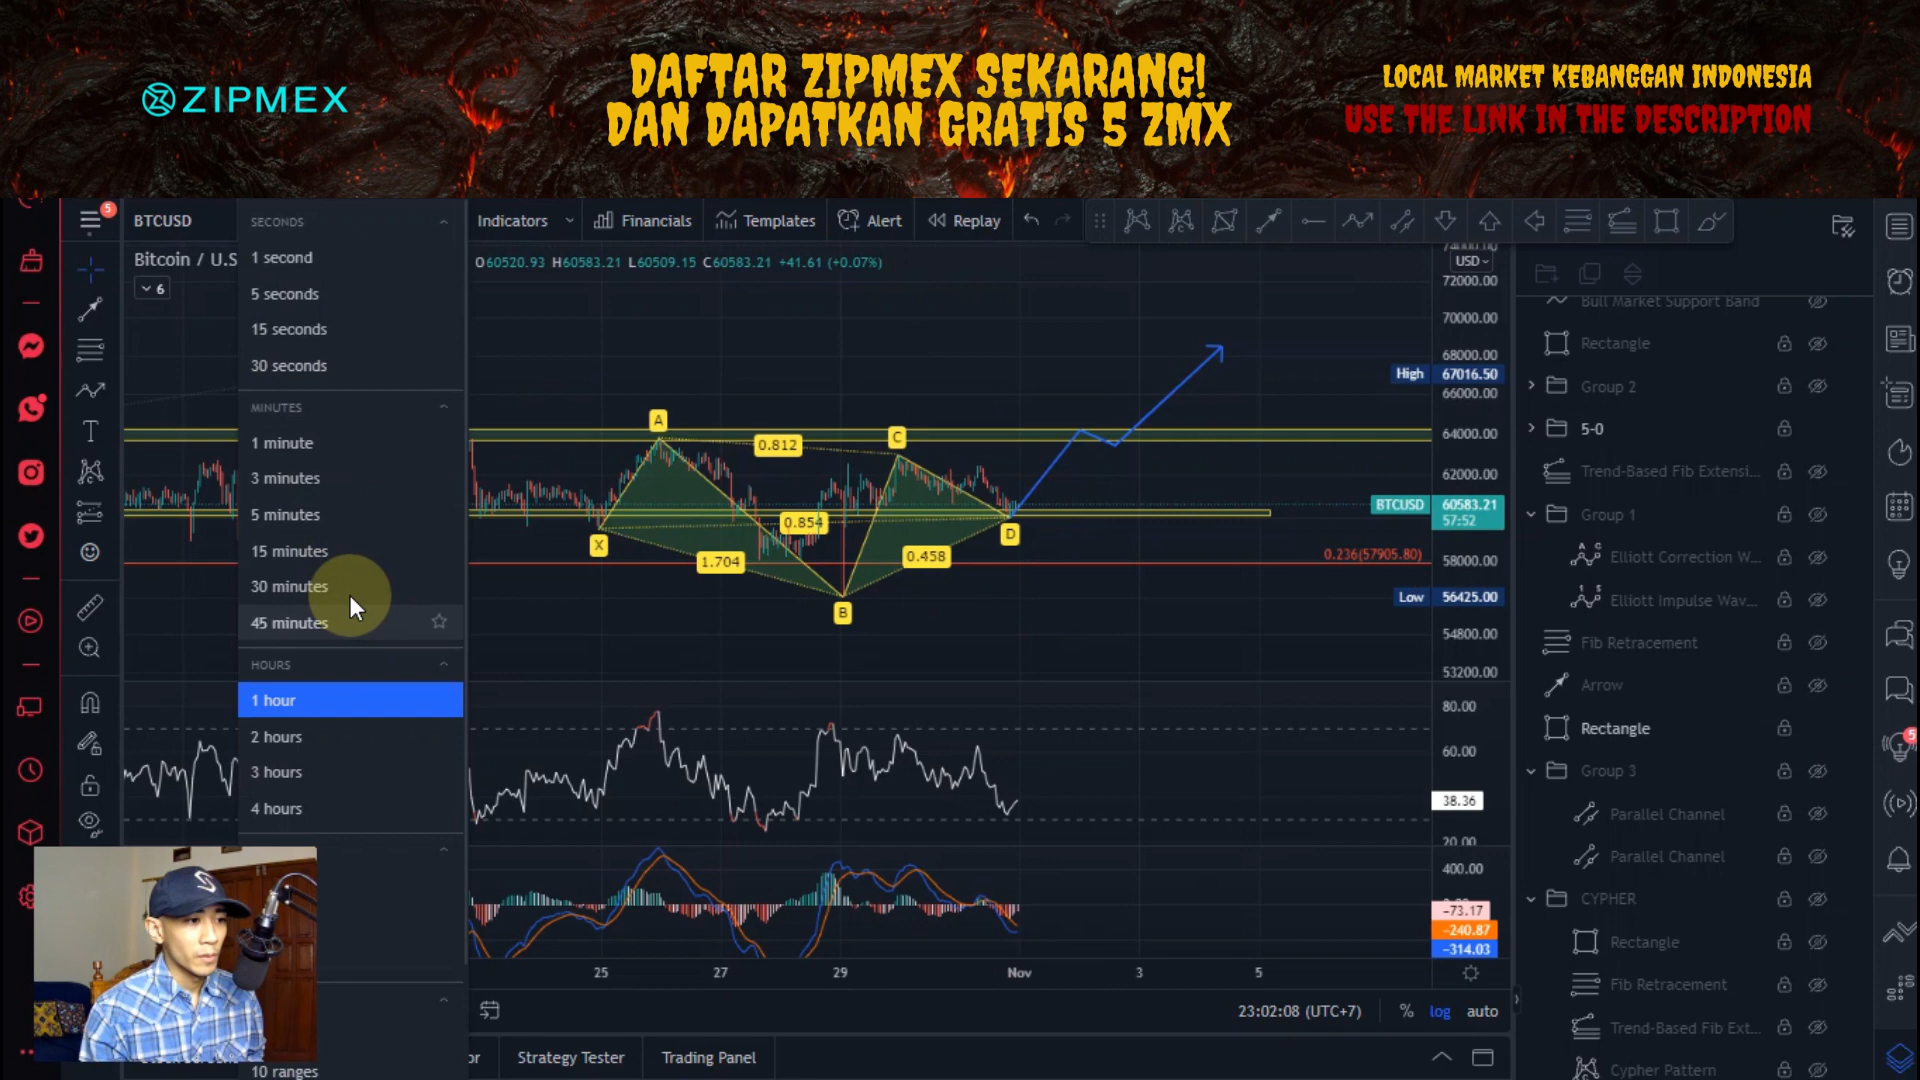 ZIPMEX
DAFTAR ZIPMEX SEKARANG!
DAN DAPATKAN GRATIS 5 ZMX
LOCAL MARKET KEBANGGAN INDONESIA
USE THE LINK IN THE DESCRIPTION
5
BTCUSD
SECONDS
Indicators
Financials
Templates
Alert
Replay
Bitcoin / U.S
O60520.93 H60583.21 L60509.15 C60583.21 +41.61 (+0.07%)
6
1 second
5 seconds
15 seconds
30 seconds
MINUTES
1 minute
3 minutes
5 minutes
15 minutes
30 minutes
45 minutes
HOURS
1 hour
2 hours
3 hours
4 hours
10 ranges
A
0.812
C
0.854
X
D
1.704
0.458
B
USD
72000.00
70000.00
68000.00
High 67016.50
66000.00
64000.00
62000.00
BTCUSD 60583.21
57:52
0.236(57905.80)
58000.00
Low 56425.00
54800.00
53200.00
80.00
60.00
38.36
20.00
400.00
-73.17
-240.87
-314.03
25
27
29
Nov
3
5
23:02:08 (UTC+7)
%
log
auto
Strategy Tester
Trading Panel
Bull Market Support Band
Rectangle
Group 2
5-0
Trend-Based Fib Extensi...
Group 1
Elliott Correction W...
Elliott Impulse Wav...
Fib Retracement
Arrow
Rectangle
Group 3
Parallel Channel
Parallel Channel
CYPHER
Rectangle
Fib Retracement
Trend-Based Fib Ext...
Cypher Pattern
5